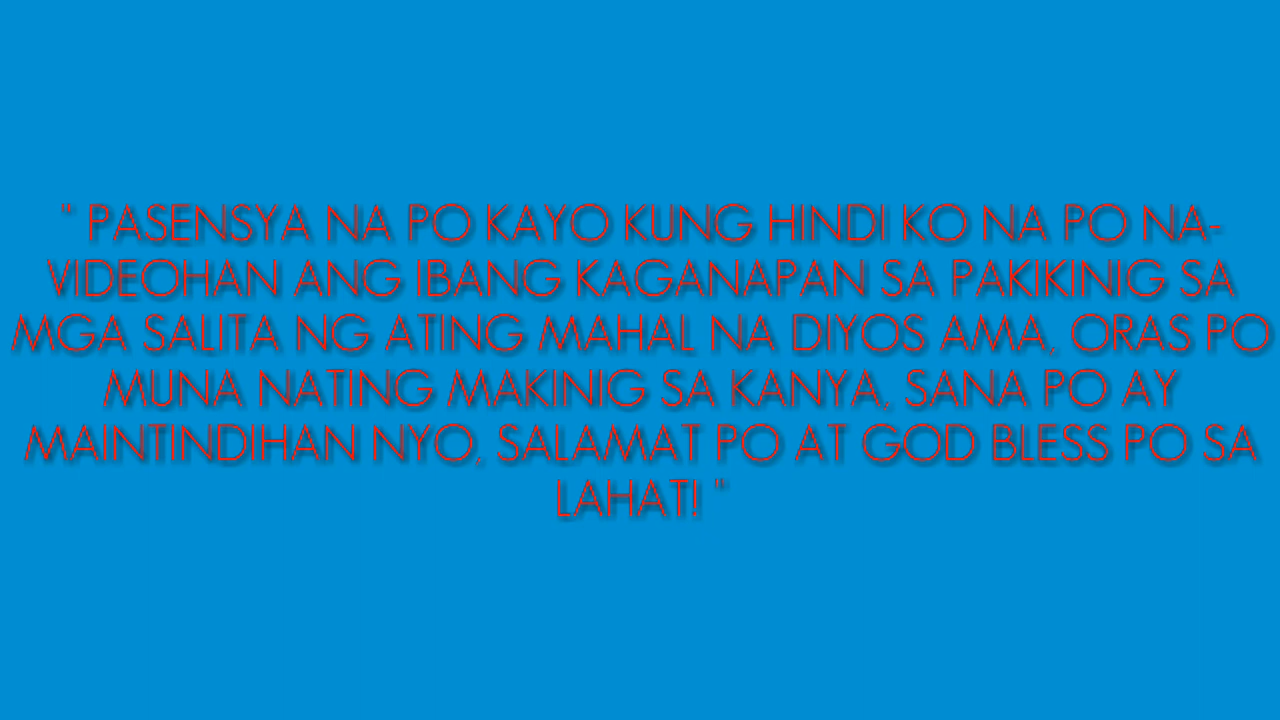 " PASENSYA NA PO KAYO KUNG HINDI KO NA PO NA-
VIDEOHAN ANG IBANG KAGANAPAN SA PAKIKINIG SA
MGA SALITA NG ATING MAHAL NA DIYOS AMA, ORAS PO
MUNA NATING MAKINIG SA KANYA, SANA PO AY
MAINTINDIHAN NYO, SALAMAT PO AT GOD BLESS PO SA
LAHAT! "